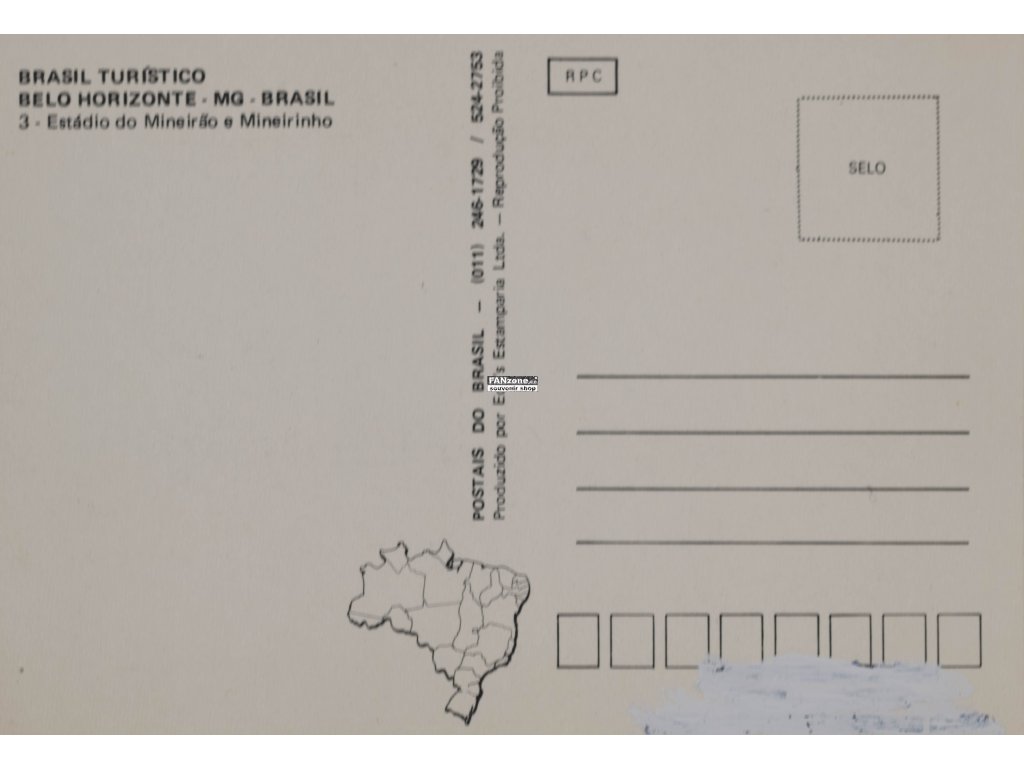 BRASIL TURÍSTICO
BELO HORIZONTE - MG - BRASIL
3 - Estádio do Mineirão e Mineirinho
POSTAIS DO BRASIL — (011) 246-1729 / 524-2753
Produzido por Estamparia Ltda. — Reprodução Proibida
FANzone.cz
souvenir shop
RPC
SELO